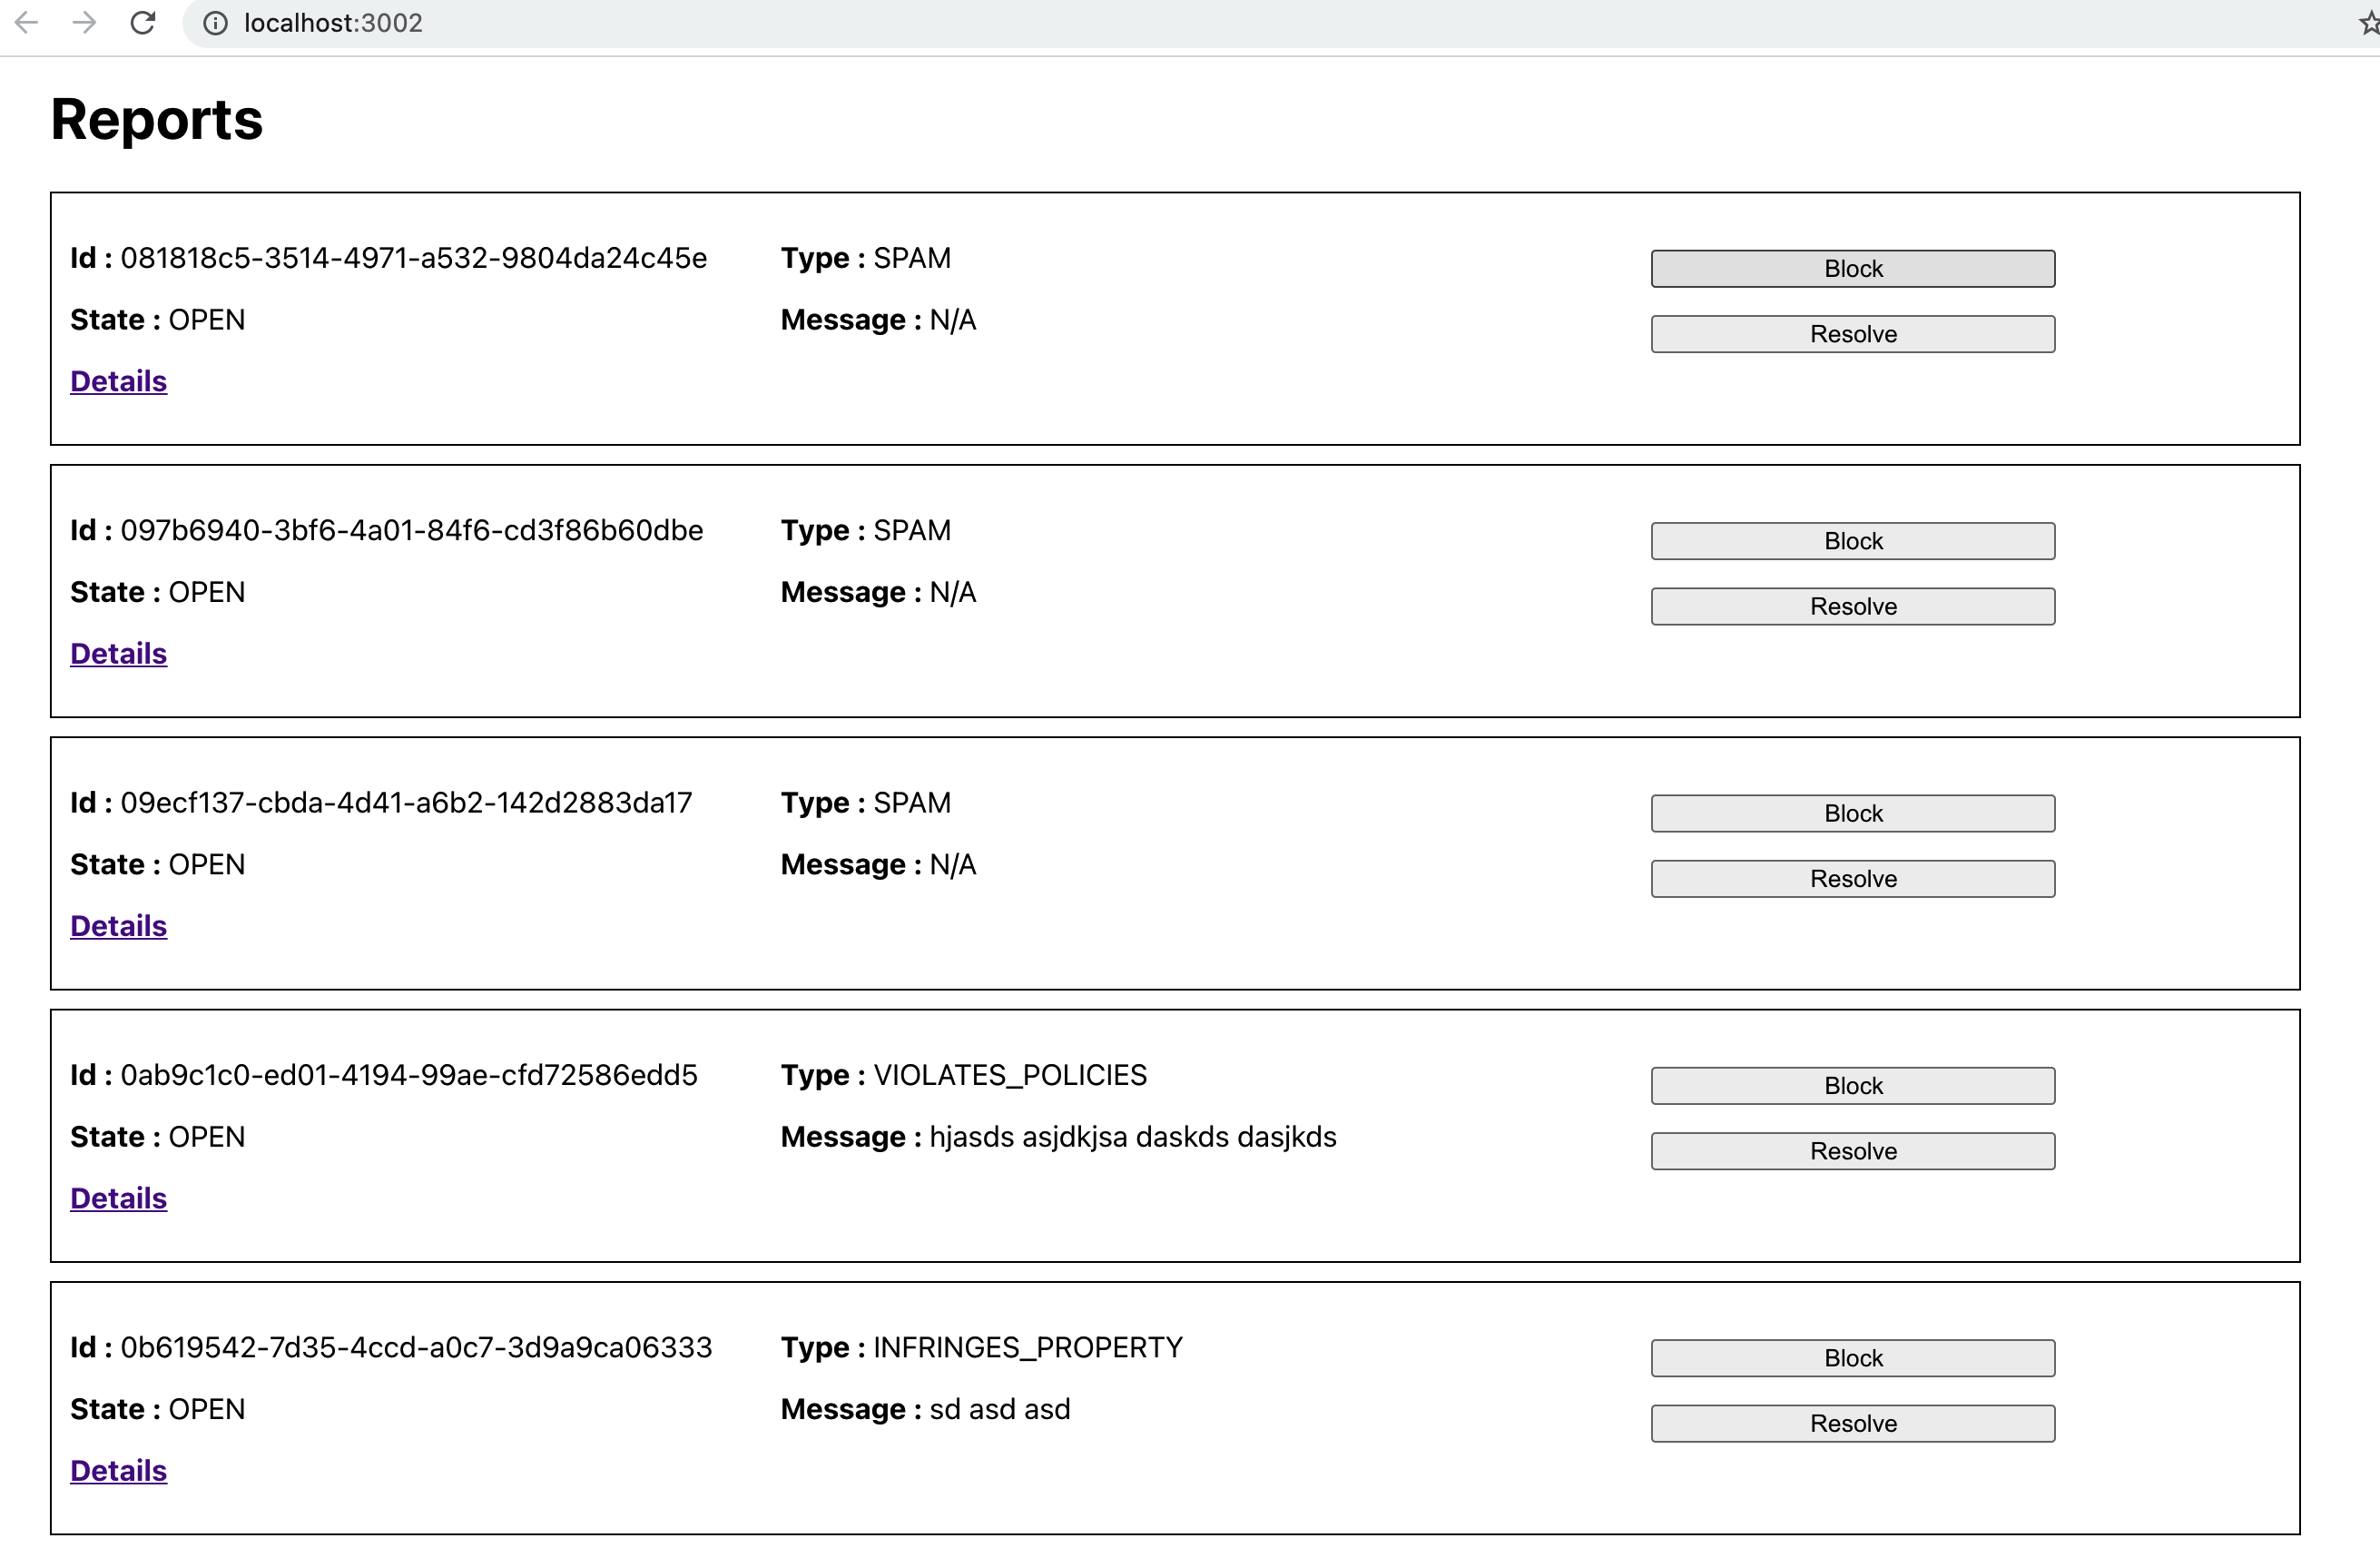 localhost:3002
Reports
Id : 081818c5-3514-4971-a532-9804da24c45e Type : SPAM Block
State : OPEN Message : N/A Resolve
Details
Id : 097b6940-3bf6-4a01-84f6-cd3f86b60dbe Type : SPAM Block
State : OPEN Message : N/A Resolve
Details
Id : 09ecf137-cbda-4d41-a6b2-142d2883da17 Type : SPAM Block
State : OPEN Message : N/A Resolve
Details
Id : 0ab9c1c0-ed01-4194-99ae-cfd72586edd5 Type : VIOLATES_POLICIES Block
State : OPEN Message : hjasds asjdkjsa daskds dasjkds Resolve
Details
Id : 0b619542-7d35-4ccd-a0c7-3d9a9ca06333 Type : INFRINGES_PROPERTY Block
State : OPEN Message : sd asd asd Resolve
Details